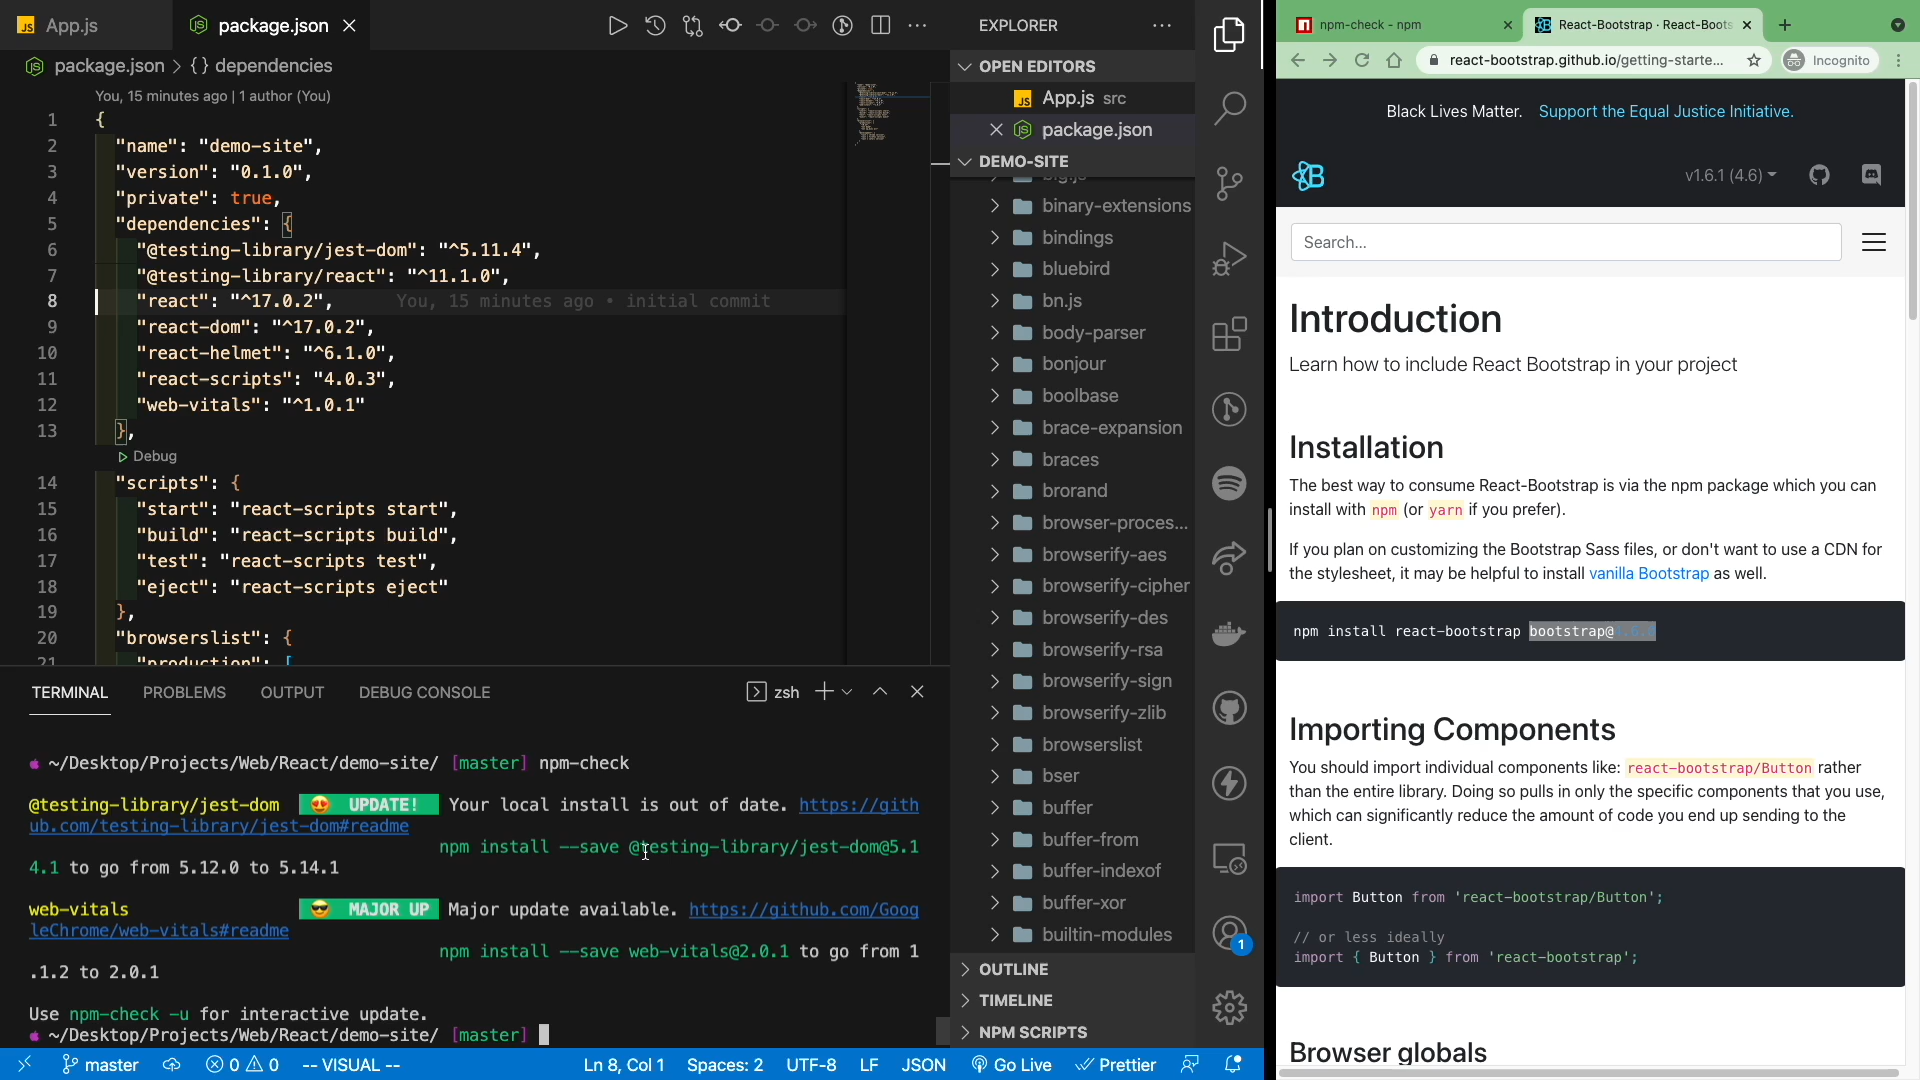 App.js
package.json
package.json > {} dependencies
You, 15 minutes ago | 1 author (You)
1 {
2 "name": "demo-site",
3 "version": "0.1.0",
4 "private": true,
5 "dependencies": {
6 "@testing-library/jest-dom": "^5.11.4",
7 "@testing-library/react": "^11.1.0",
8 "react": "^17.0.2", You, 15 minutes ago • initial commit
9 "react-dom": "^17.0.2",
10 "react-helmet": "^6.1.0",
11 "react-scripts": "4.0.3",
12 "web-vitals": "^1.0.1"
13 },
Debug
14 "scripts": {
15 "start": "react-scripts start",
16 "build": "react-scripts build",
17 "test": "react-scripts test",
18 "eject": "react-scripts eject"
19 },
20 "browserslist": {
21 "production": [
TERMINAL PROBLEMS OUTPUT DEBUG CONSOLE
zsh
~/Desktop/Projects/Web/React/demo-site/ [master] npm-check
@testing-library/jest-dom 😍 UPDATE! Your local install is out of date. https://gith
ub.com/testing-library/jest-dom#readme
npm install --save @testing-library/jest-dom@5.1
4.1 to go from 5.12.0 to 5.14.1
web-vitals 😎 MAJOR UP Major update available. https://github.com/Goog
leChrome/web-vitals#readme
npm install --save web-vitals@2.0.1 to go from 1
.1.2 to 2.0.1
Use npm-check -u for interactive update.
~/Desktop/Projects/Web/React/demo-site/ [master]
master 0 0 -- VISUAL -- Ln 8, Col 1 Spaces: 2 UTF-8 LF JSON Go Live Prettier
EXPLORER
OPEN EDITORS
App.js src
package.json
DEMO-SITE
big.js
binary-extensions
bindings
bluebird
bn.js
body-parser
bonjour
boolbase
brace-expansion
braces
brorand
browser-proces...
browserify-aes
browserify-cipher
browserify-des
browserify-rsa
browserify-sign
browserify-zlib
browserslist
bser
buffer
buffer-from
buffer-indexof
buffer-xor
builtin-modules
OUTLINE
TIMELINE
NPM SCRIPTS
1
npm-check - npm
React-Bootstrap · React-Boots
react-bootstrap.github.io/getting-starte...
Incognito
Black Lives Matter. Support the Equal Justice Initiative.
v1.6.1 (4.6)
Search...
Introduction
Learn how to include React Bootstrap in your project
Installation
The best way to consume React-Bootstrap is via the npm package which you can
install with npm (or yarn if you prefer).
If you plan on customizing the Bootstrap Sass files, or don't want to use a CDN for
the stylesheet, it may be helpful to install vanilla Bootstrap as well.
npm install react-bootstrap bootstrap@
Importing Components
You should import individual components like: react-bootstrap/Button rather
than the entire library. Doing so pulls in only the specific components that you use,
which can significantly reduce the amount of code you end up sending to the
client.
import Button from 'react-bootstrap/Button';
// or less ideally
import { Button } from 'react-bootstrap';
Browser globals